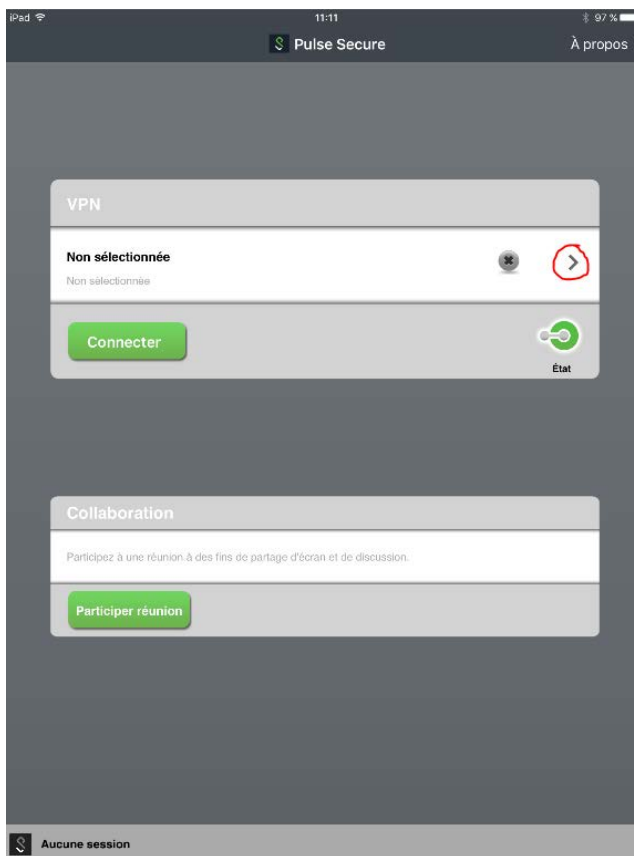 iPad 11:11 97 %
Pulse Secure À propos
VPN
Non sélectionnée
Non sélectionnée
Connecter
État
Collaboration
Participez à une réunion à des fins de partage d'écran et de discussion.
Participer réunion
Aucune session